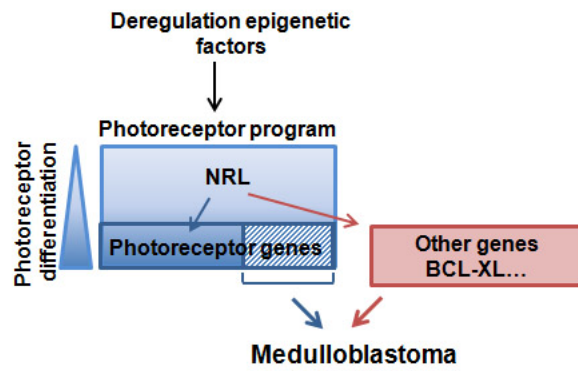 Deregulation epigenetic
factors
Photoreceptor program
Photoreceptor
differentiation
NRL
Photoreceptor genes
Other genes
BCL-XL...
Medulloblastoma